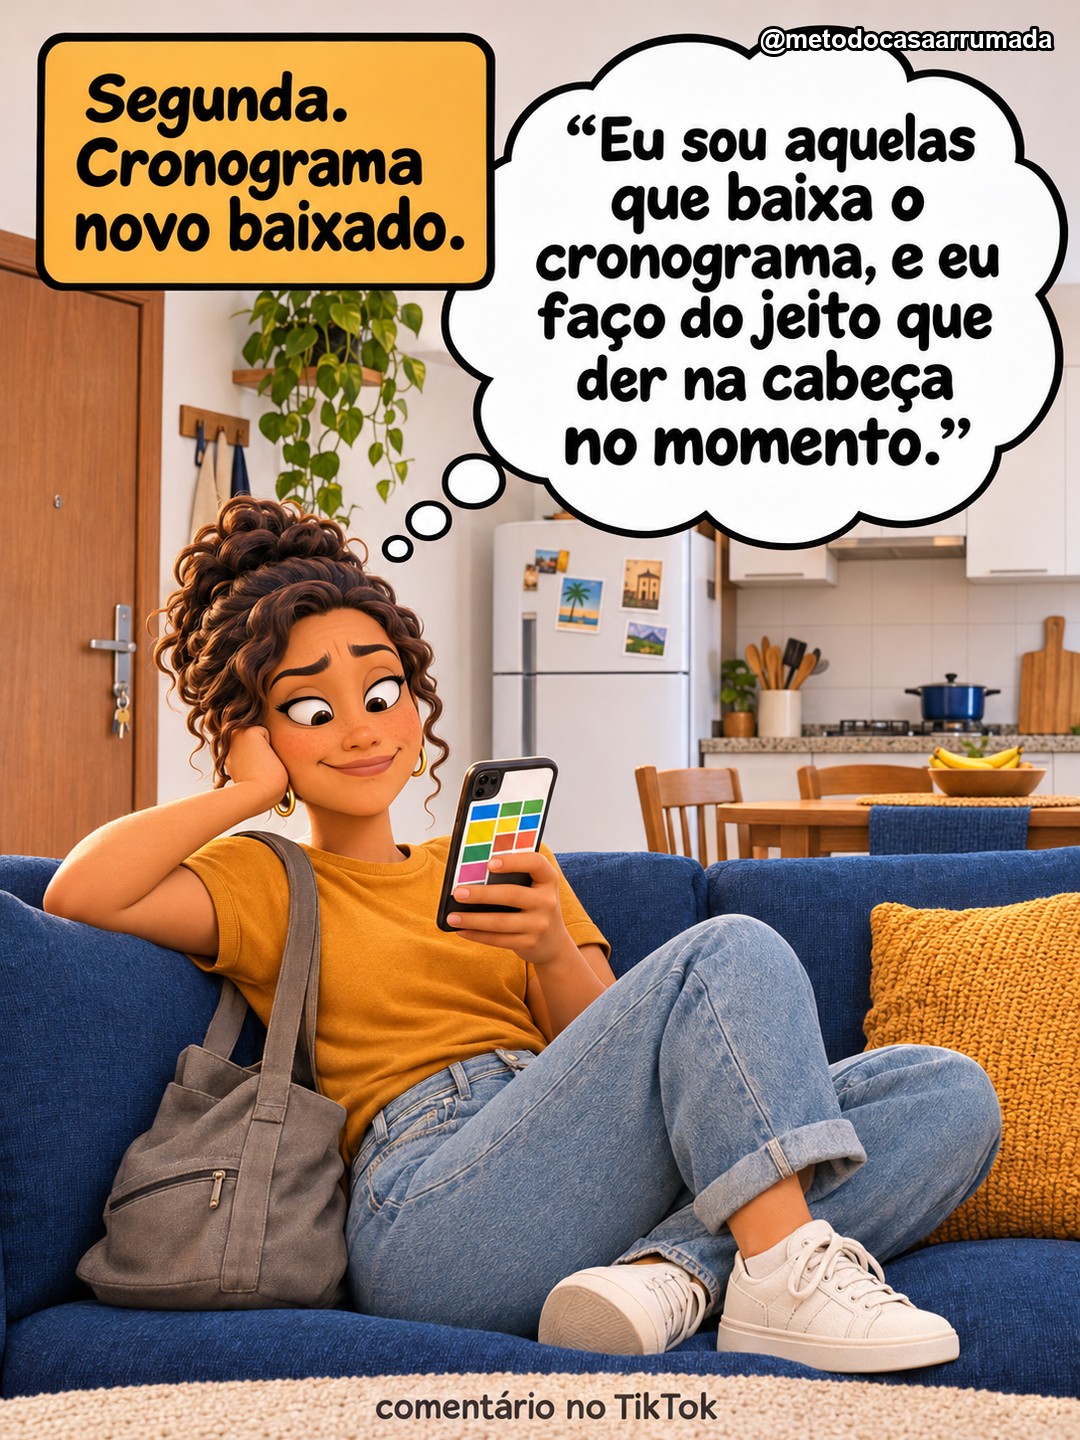 @metodocasaarrumada
Segunda.
Cronograma
novo baixado.
“Eu sou aquelas
que baixa o
cronograma, e eu
faço do jeito que
der na cabeça
no momento.”
comentário no TikTok